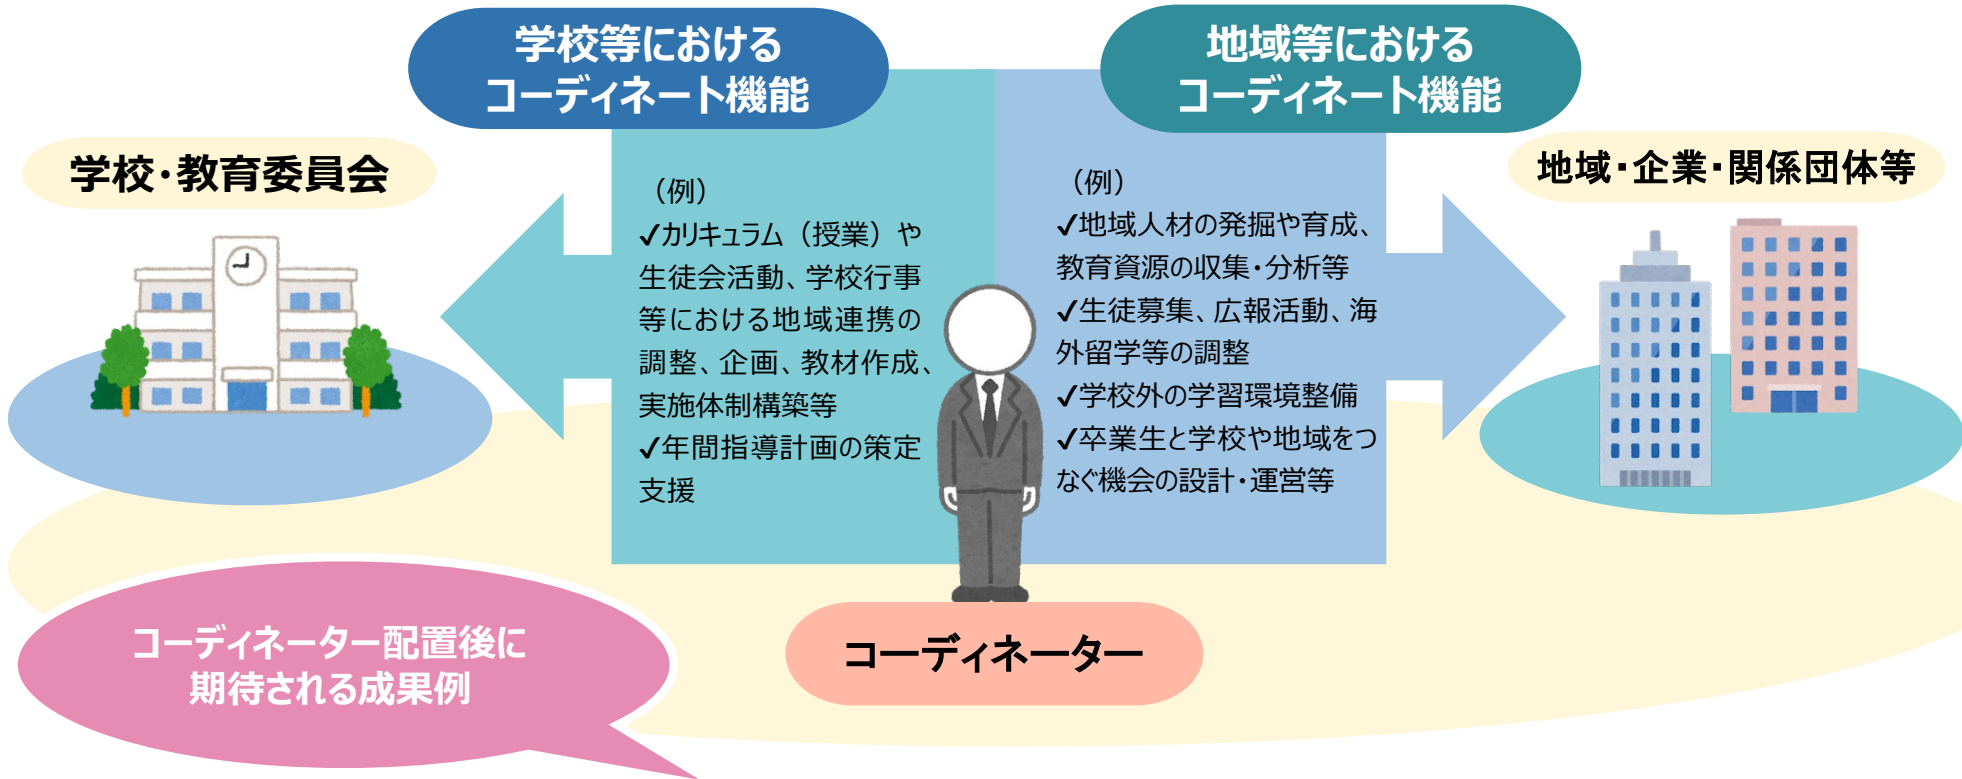 学校等における
コーディネート機能
地域等における
コーディネート機能
学校・教育委員会
地域・企業・関係団体等
（例）
✓カリキュラム（授業）や
生徒会活動、学校行事
等における地域連携の
調整、企画、教材作成、
実施体制構築等
✓年間指導計画の策定
支援
（例）
✓地域人材の発掘や育成、
教育資源の収集・分析等
✓生徒募集、広報活動、海
外留学等の調整
✓学校外の学習環境整備
✓卒業生と学校や地域をつ
なぐ機会の設計・運営等
コーディネーター
コーディネーター配置後に
期待される成果例